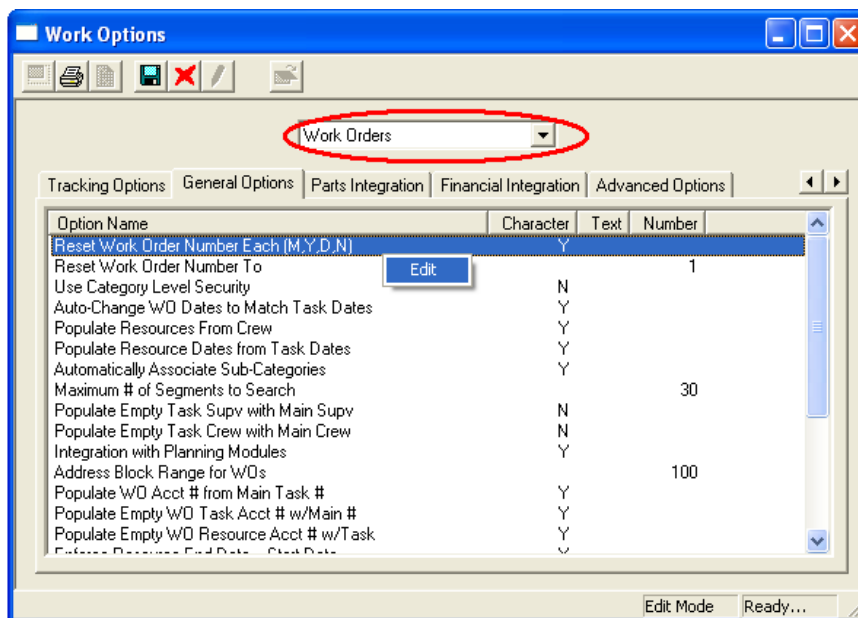 Work Options
Work Orders
Tracking Options General Options Parts Integration Financial Integration Advanced Options
Option Name Character Text Number
Reset Work Order Number Each (M,Y,D,N) Y
Edit
Reset Work Order Number To 1
Use Category Level Security N
Auto-Change WO Dates to Match Task Dates Y
Populate Resources From Crew Y
Populate Resource Dates from Task Dates Y
Automatically Associate Sub-Categories Y
Maximum # of Segments to Search 30
Populate Empty Task Supv with Main Supv N
Populate Empty Task Crew with Main Crew N
Integration with Planning Modules Y
Address Block Range for WOs 100
Populate WO Acct # from Main Task # Y
Populate Empty WO Task Acct # w/Main # Y
Populate Empty WO Resource Acct # w/Task Y
Edit Mode Ready...